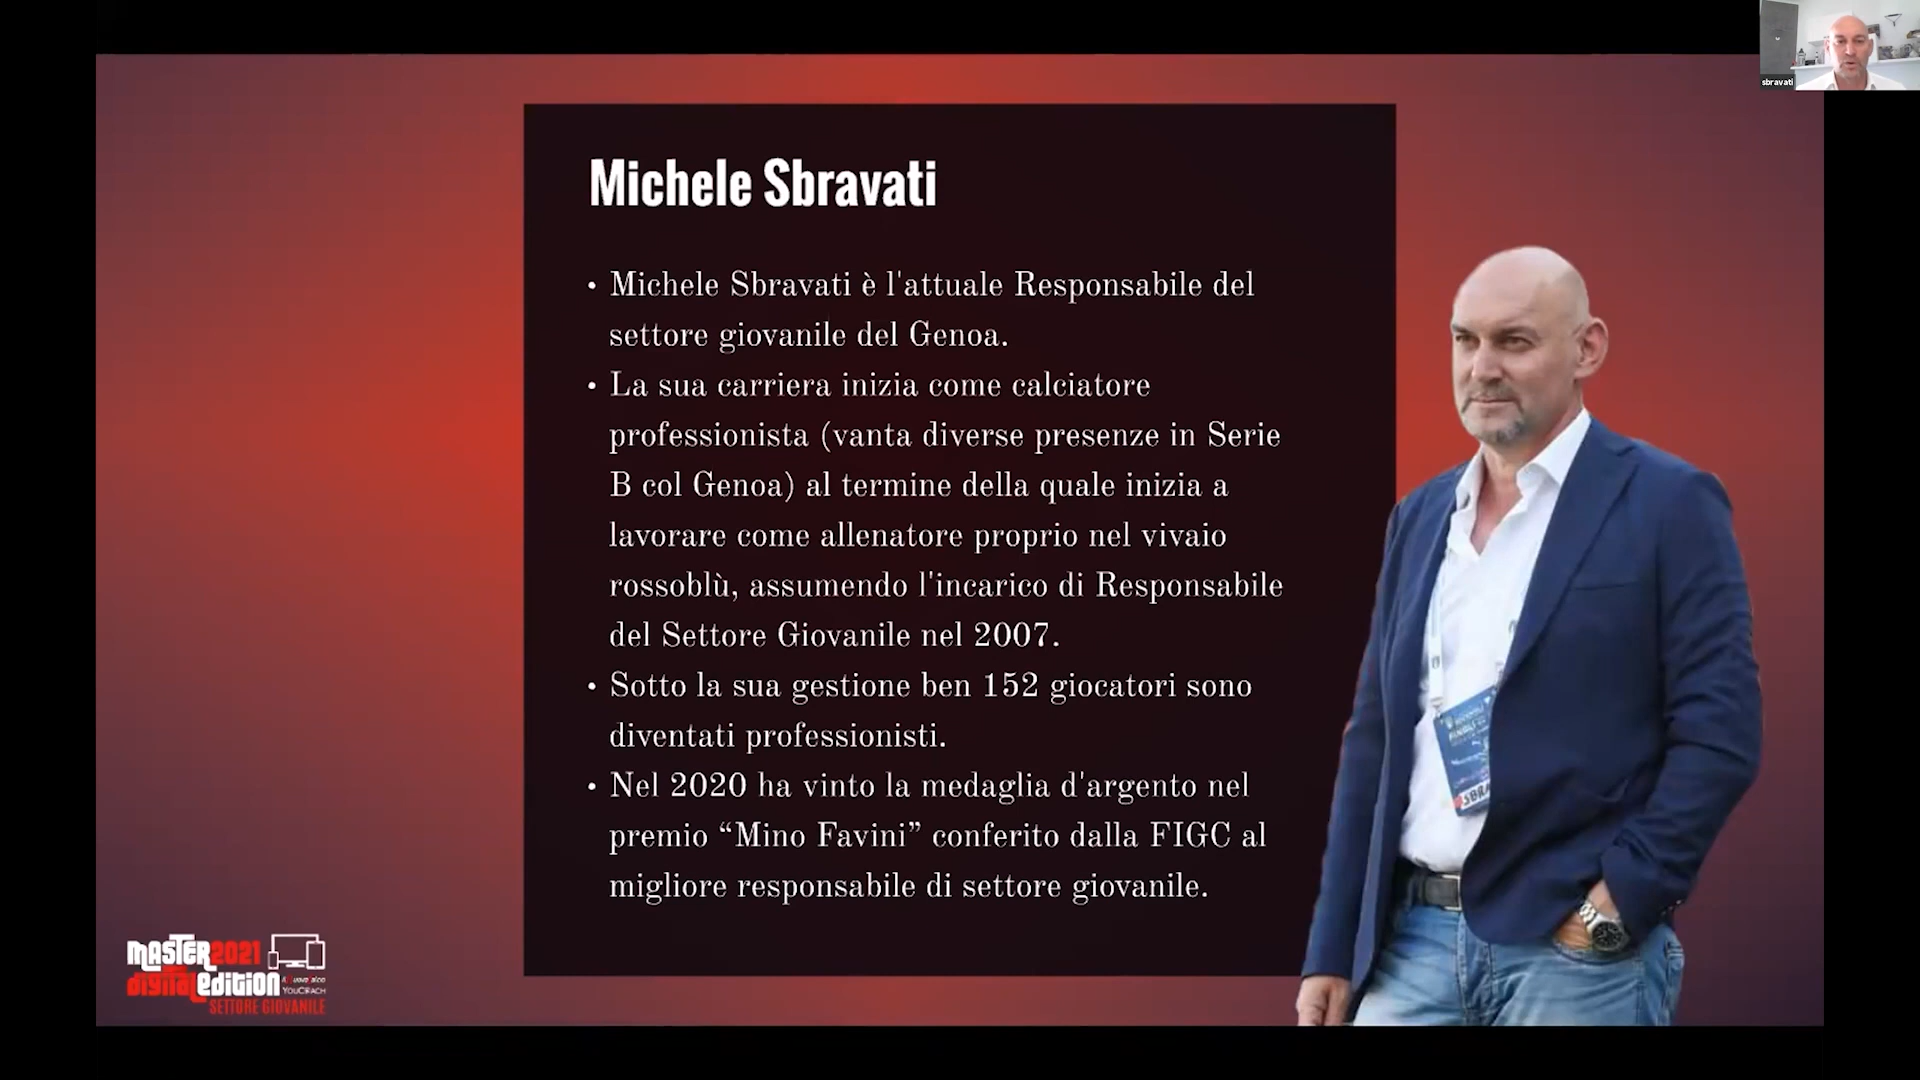 sbravati
Michele Sbravati
• Michele Sbravati è l'attuale Responsabile del
settore giovanile del Genoa.
• La sua carriera inizia come calciatore
professionista (vanta diverse presenze in Serie
B col Genoa) al termine della quale inizia a
lavorare come allenatore proprio nel vivaio
rossoblù, assumendo l'incarico di Responsabile
del Settore Giovanile nel 2007.
• Sotto la sua gestione ben 152 giocatori sono
diventati professionisti.
• Nel 2020 ha vinto la medaglia d'argento nel
premio “Mino Favini” conferito dalla FIGC al
migliore responsabile di settore giovanile.
MASTER2021
digital edition
YOUCOACH
SETTORE GIOVANILE